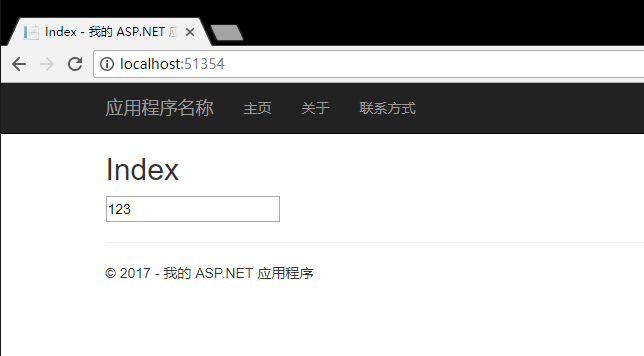 Index - 我的 ASP.NET 应
localhost:51354
应用程序名称 主页 关于 联系方式
Index
123
© 2017 - 我的 ASP.NET 应用程序